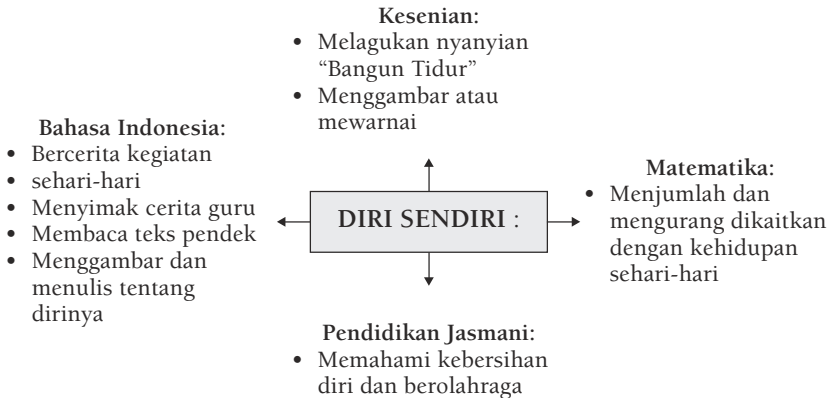 Kesenian:
• Melagukan nyanyian
“Bangun Tidur”
• Menggambar atau
mewarnai
Bahasa Indonesia:
• Bercerita kegiatan
• sehari-hari
• Menyimak cerita guru
• Membaca teks pendek
• Menggambar dan
menulis tentang
dirinya
DIRI SENDIRI :
Matematika:
• Menjumlah dan
mengurang dikaitkan
dengan kehidupan
sehari-hari
Pendidikan Jasmani:
• Memahami kebersihan
diri dan berolahraga